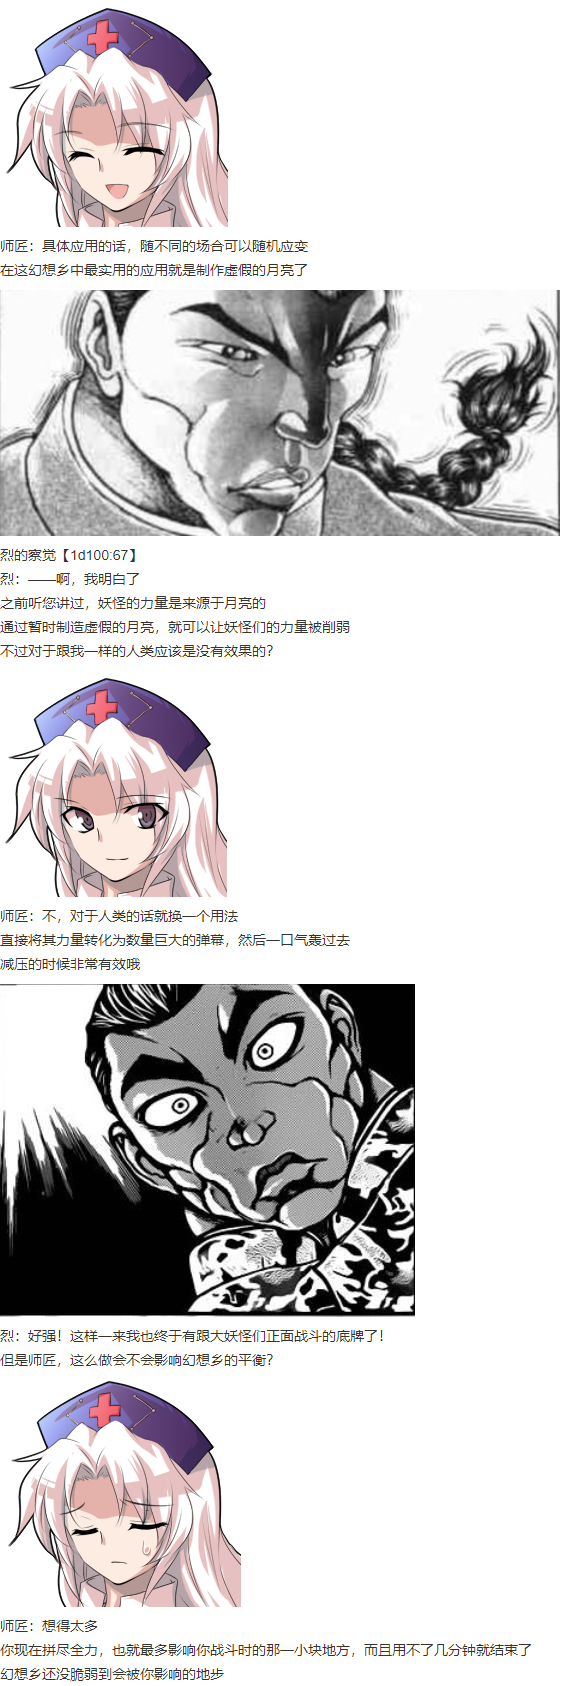 师匠：具体应用的话，随不同的场合可以随机应变
在这幻想乡中最实用的应用就是制作虚假的月亮了
烈的察觉【1d100:67】
烈：——啊，我明白了
之前听您讲过，妖怪的力量是来源于月亮的
通过暂时制造虚假的月亮，就可以让妖怪们的力量被削弱
不过对于跟我一样的人类应该是没有效果的？
师匠：不，对于人类的话就换一个用法
直接将其力量转化为数量巨大的弹幕，然后一口气轰过去
减压的时候非常有效哦
烈：好强！这样一来我也终于有跟大妖怪们正面战斗的底牌了！
但是师匠，这么做会不会影响幻想乡的平衡？
师匠：想得太多
你现在拼尽全力，也就最多影响你战斗时的那一小块地方，而且用不了几分钟就结束了
幻想乡还没脆弱到会被你影响的地步